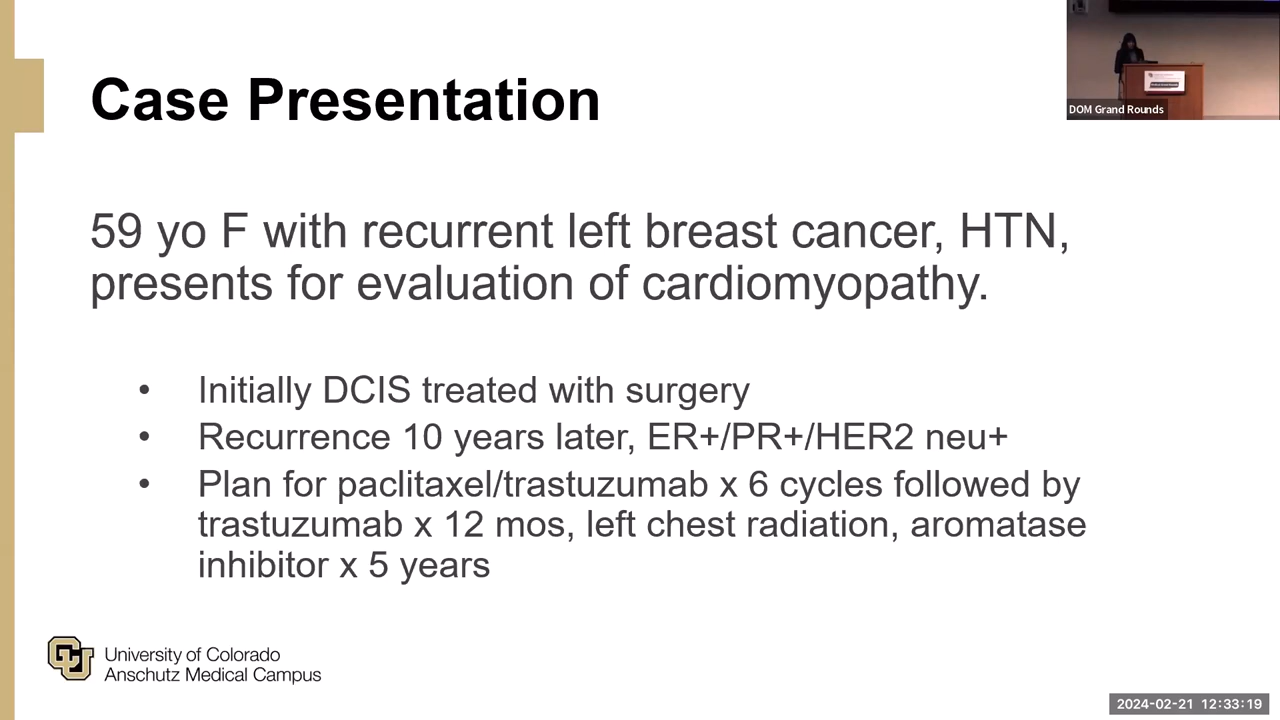 Case Presentation
DOM Grand Rounds
59 yo F with recurrent left breast cancer, HTN,
presents for evaluation of cardiomyopathy.
• Initially DCIS treated with surgery
• Recurrence 10 years later, ER+/PR+/HER2 neu+
• Plan for paclitaxel/trastuzumab x 6 cycles followed by
trastuzumab x 12 mos, left chest radiation, aromatase
inhibitor x 5 years
University of Colorado
Anschutz Medical Campus
2024-02-21 12:33:19